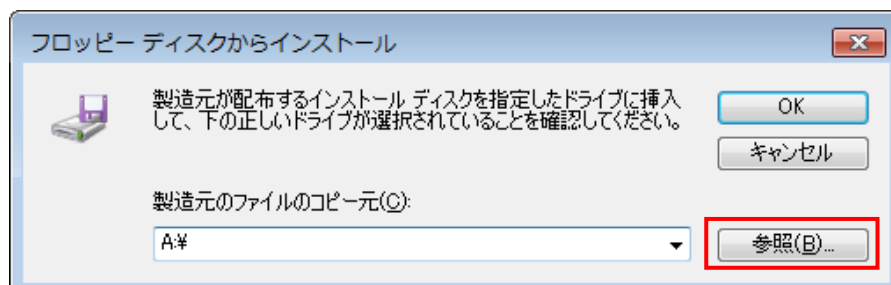 フロッピー ディスクからインストール
製造元が配布するインストール ディスクを指定したドライブに挿入
して、下の正しいドライブが選択されていることを確認してください。
OK
キャンセル
製造元のファイルのコピー元(C):
A:¥
参照(B)...